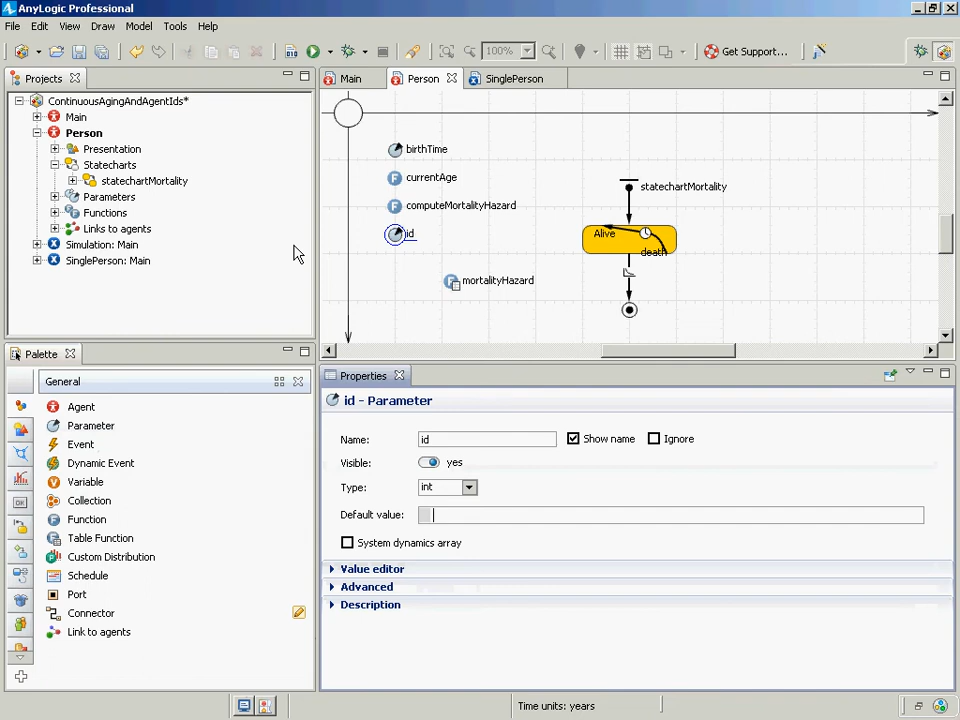 AnyLogic Professional
File Edit View Draw Model Tools Help
100% Get Support...
Projects
Main Person SinglePerson
ContinuousAgingAndAgentIds*
Main
Person
Presentation
Statecharts
statechartMortality
Parameters
Functions
Links to agents
Simulation: Main
SinglePerson: Main
birthTime
currentAge
computeMortalityHazard
id
mortalityHazard
statechartMortality
Alive
death
Palette
General
Agent
Parameter
Event
Dynamic Event
Variable
Collection
Function
Table Function
Custom Distribution
Schedule
Port
Connector
Link to agents
Properties
id - Parameter
Name: id Show name Ignore
Visible: yes
Type: int
Default value:
System dynamics array
Value editor
Advanced
Description
Time units: years